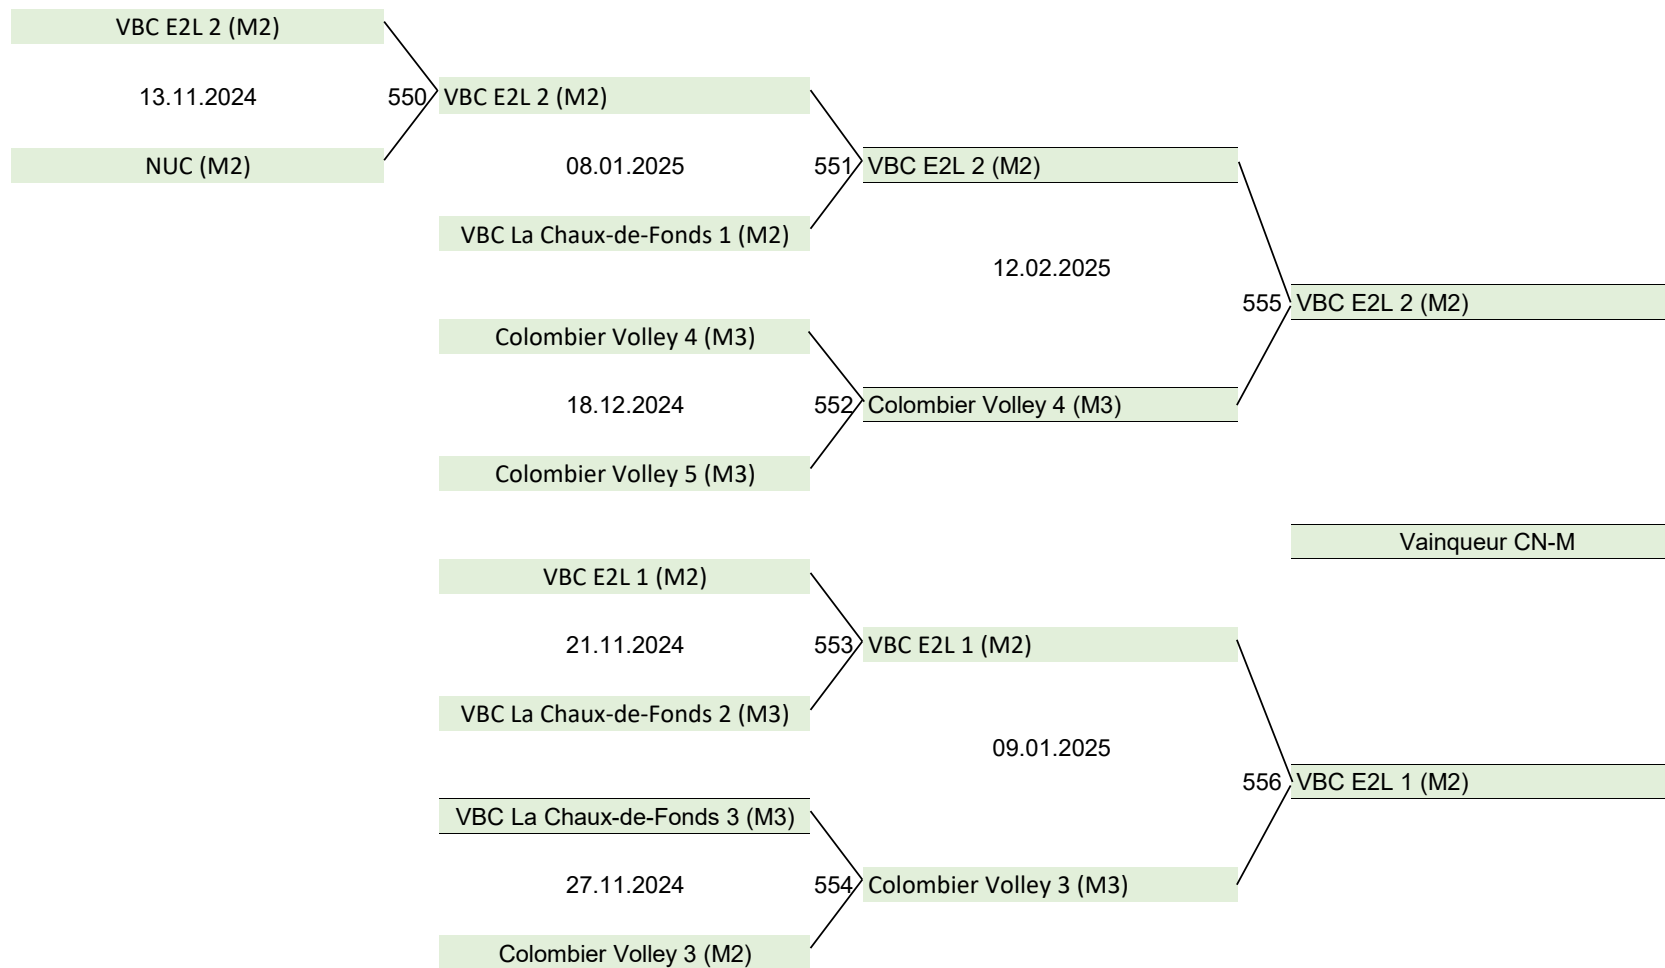 VBC E2L 2 (M2)
13.11.2024
550
VBC E2L 2 (M2)
NUC (M2)
08.01.2025
551
VBC E2L 2 (M2)
VBC La Chaux-de-Fonds 1 (M2)
12.02.2025
555
VBC E2L 2 (M2)
Colombier Volley 4 (M3)
18.12.2024
552
Colombier Volley 4 (M3)
Colombier Volley 5 (M3)
Vainqueur CN-M
VBC E2L 1 (M2)
21.11.2024
553
VBC E2L 1 (M2)
VBC La Chaux-de-Fonds 2 (M3)
09.01.2025
556
VBC E2L 1 (M2)
VBC La Chaux-de-Fonds 3 (M3)
27.11.2024
554
Colombier Volley 3 (M3)
Colombier Volley 3 (M2)